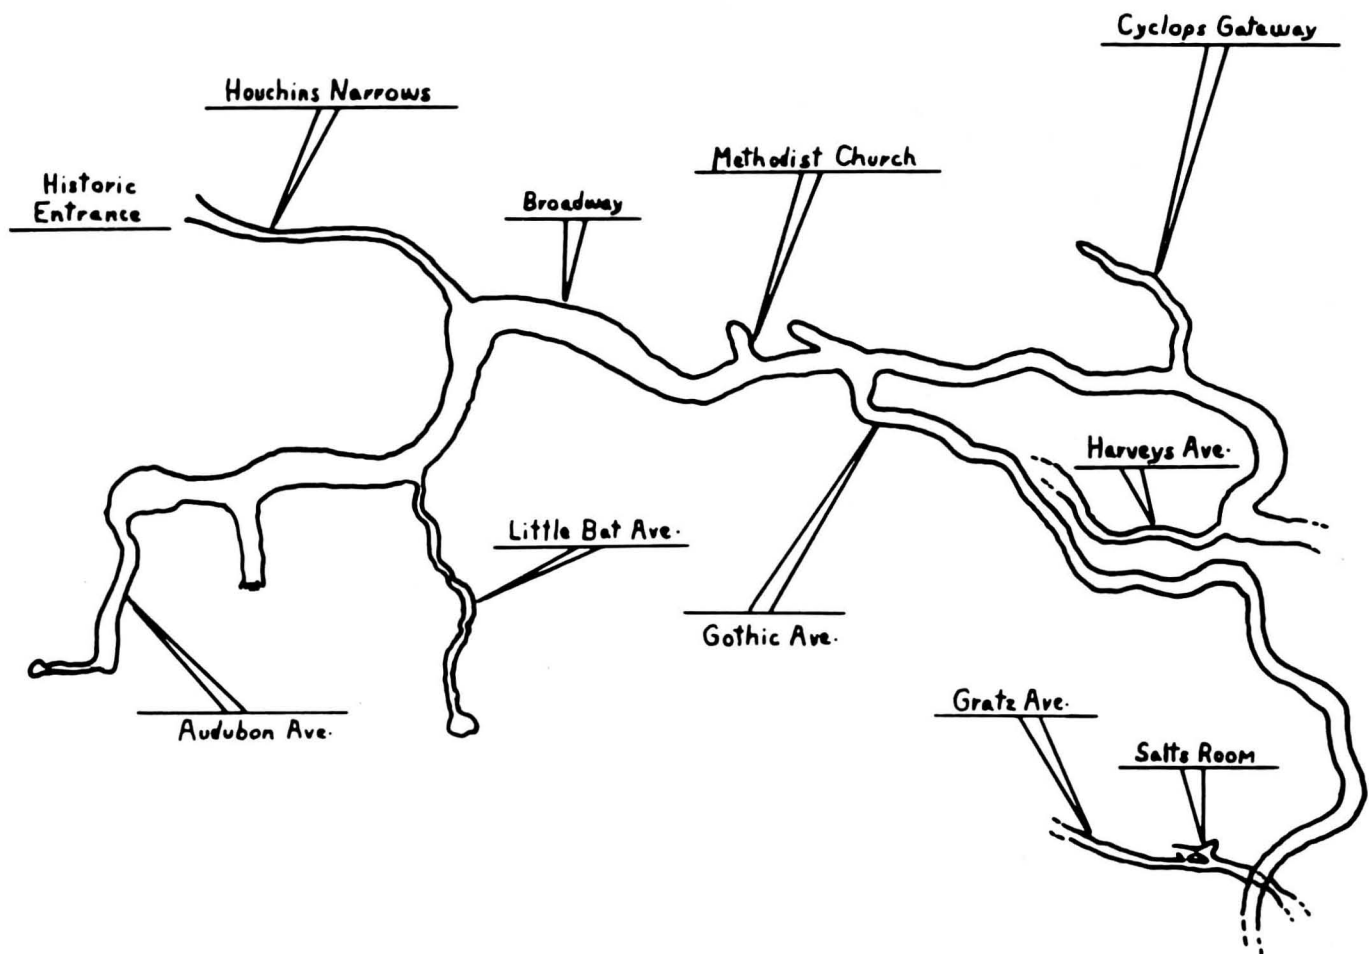 Cyclops Gateway
Houchins Narrows
Methodist Church
Historic
Entrance
Broadway
Harveys Ave.
Little Bat Ave.
Gothic Ave.
Gratz Ave.
Audubon Ave.
Salts Room